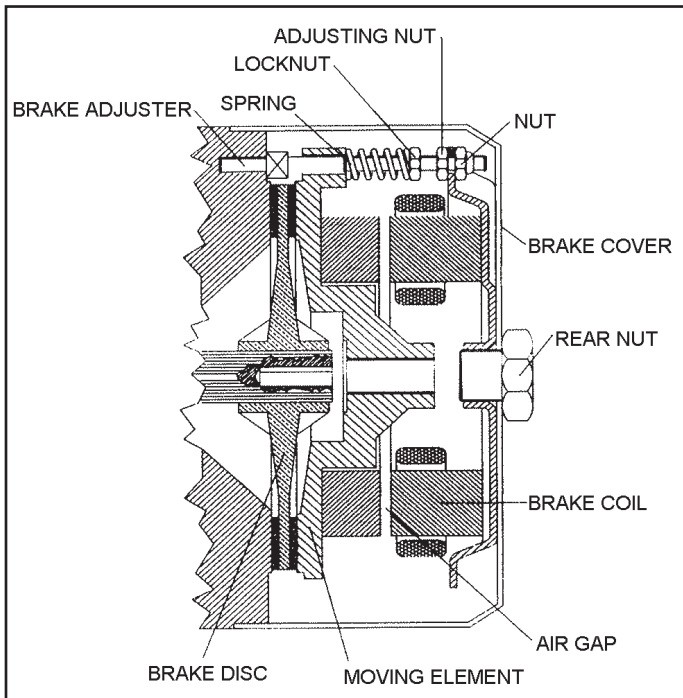 ADJUSTING NUT
LOCKNUT
SPRING
BRAKE ADJUSTER
NUT
BRAKE COVER
REAR NUT
BRAKE COIL
AIR GAP
BRAKE DISC
MOVING ELEMENT